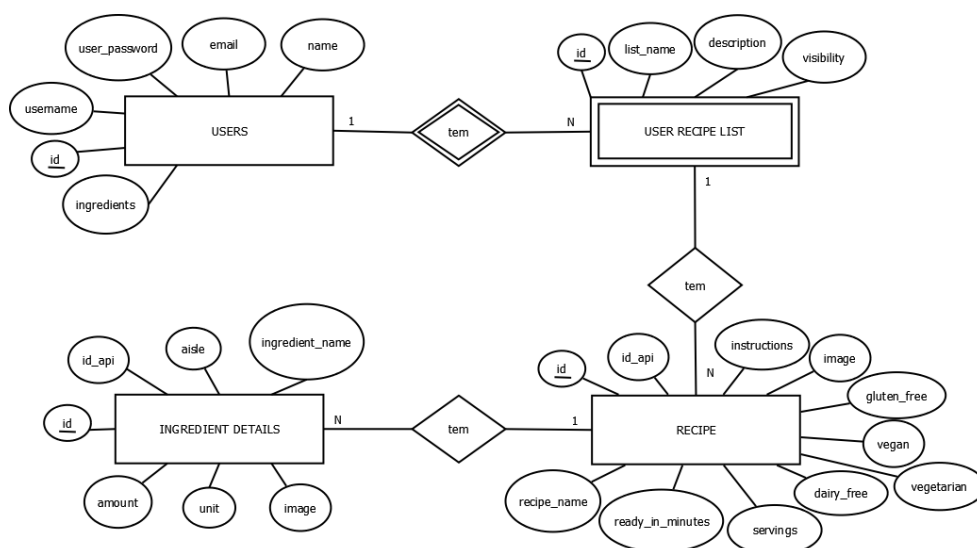 user_password
email
name
username
id
ingredients
USERS
1
tem
N
id
list_name
description
visibility
USER RECIPE LIST
1
tem
N
id_api
aisle
ingredient_name
id
INGREDIENT DETAILS
amount
unit
image
N
tem
1
id
id_api
instructions
image
gluten_free
vegan
vegetarian
dairy_free
servings
ready_in_minutes
recipe_name
RECIPE